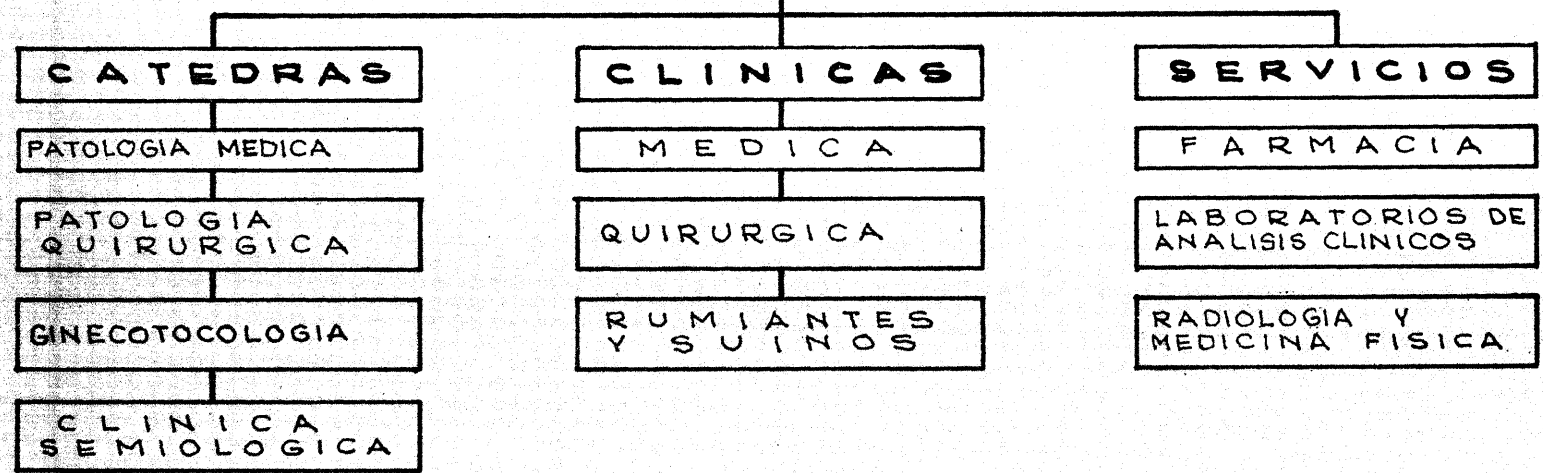 CATEDRAS
PATOLOGIA MEDICA
PATOLOGIA
QUIRURGICA
GINECOTOCOLOGIA
CLINICA
SEMIOLOGICA
CLINICAS
MEDICA
QUIRURGICA
RUMIANTES
Y SUINOS
SERVICIOS
FARMACIA
LABORATORIOS DE
ANALISIS CLINICOS
RADIOLOGIA Y
MEDICINA FISICA